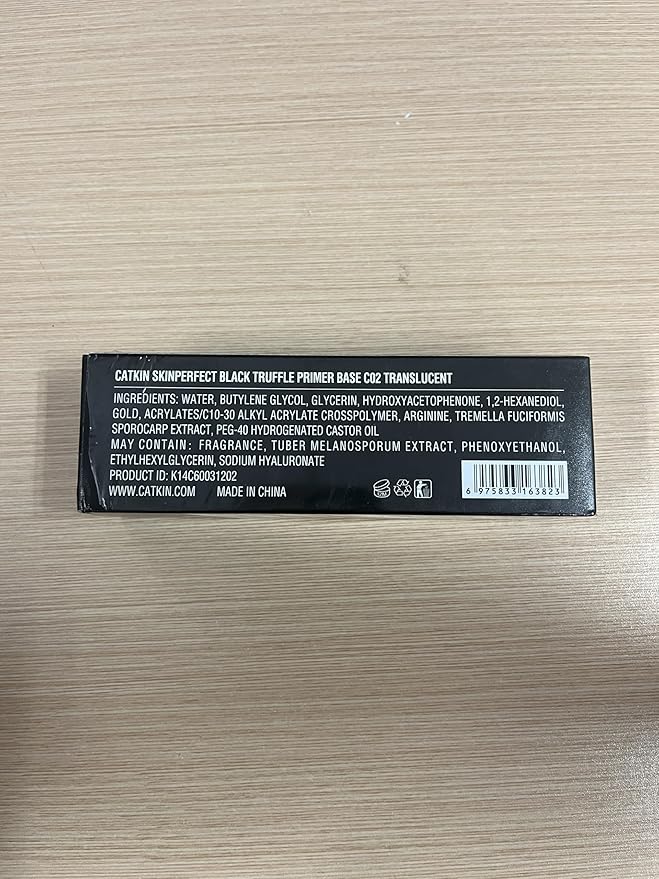 CATKIN SKINPERFECT BLACK TRUFFLE PRIMER BASE C02 TRANSLUCENT
INGREDIENTS: WATER, BUTYLENE GLYCOL, GLYCERIN, HYDROXYACETOPHENONE, 1,2-HEXANEDIOL,
GOLD, ACRYLATES/C10-30 ALKYL ACRYLATE CROSSPOLYMER, ARGININE, TREMELLA FUCIFORMIS
SPOROCARP EXTRACT, PEG-40 HYDROGENATED CASTOR OIL
MAY CONTAIN: FRAGRANCE, TUBER MELANOSPORUM EXTRACT, PHENOXYETHANOL,
ETHYLHEXYLGLYCERIN, SODIUM HYALURONATE
PRODUCT ID: K14C60031202
WWW.CATKIN.COM MADE IN CHINA
6 975833 163823